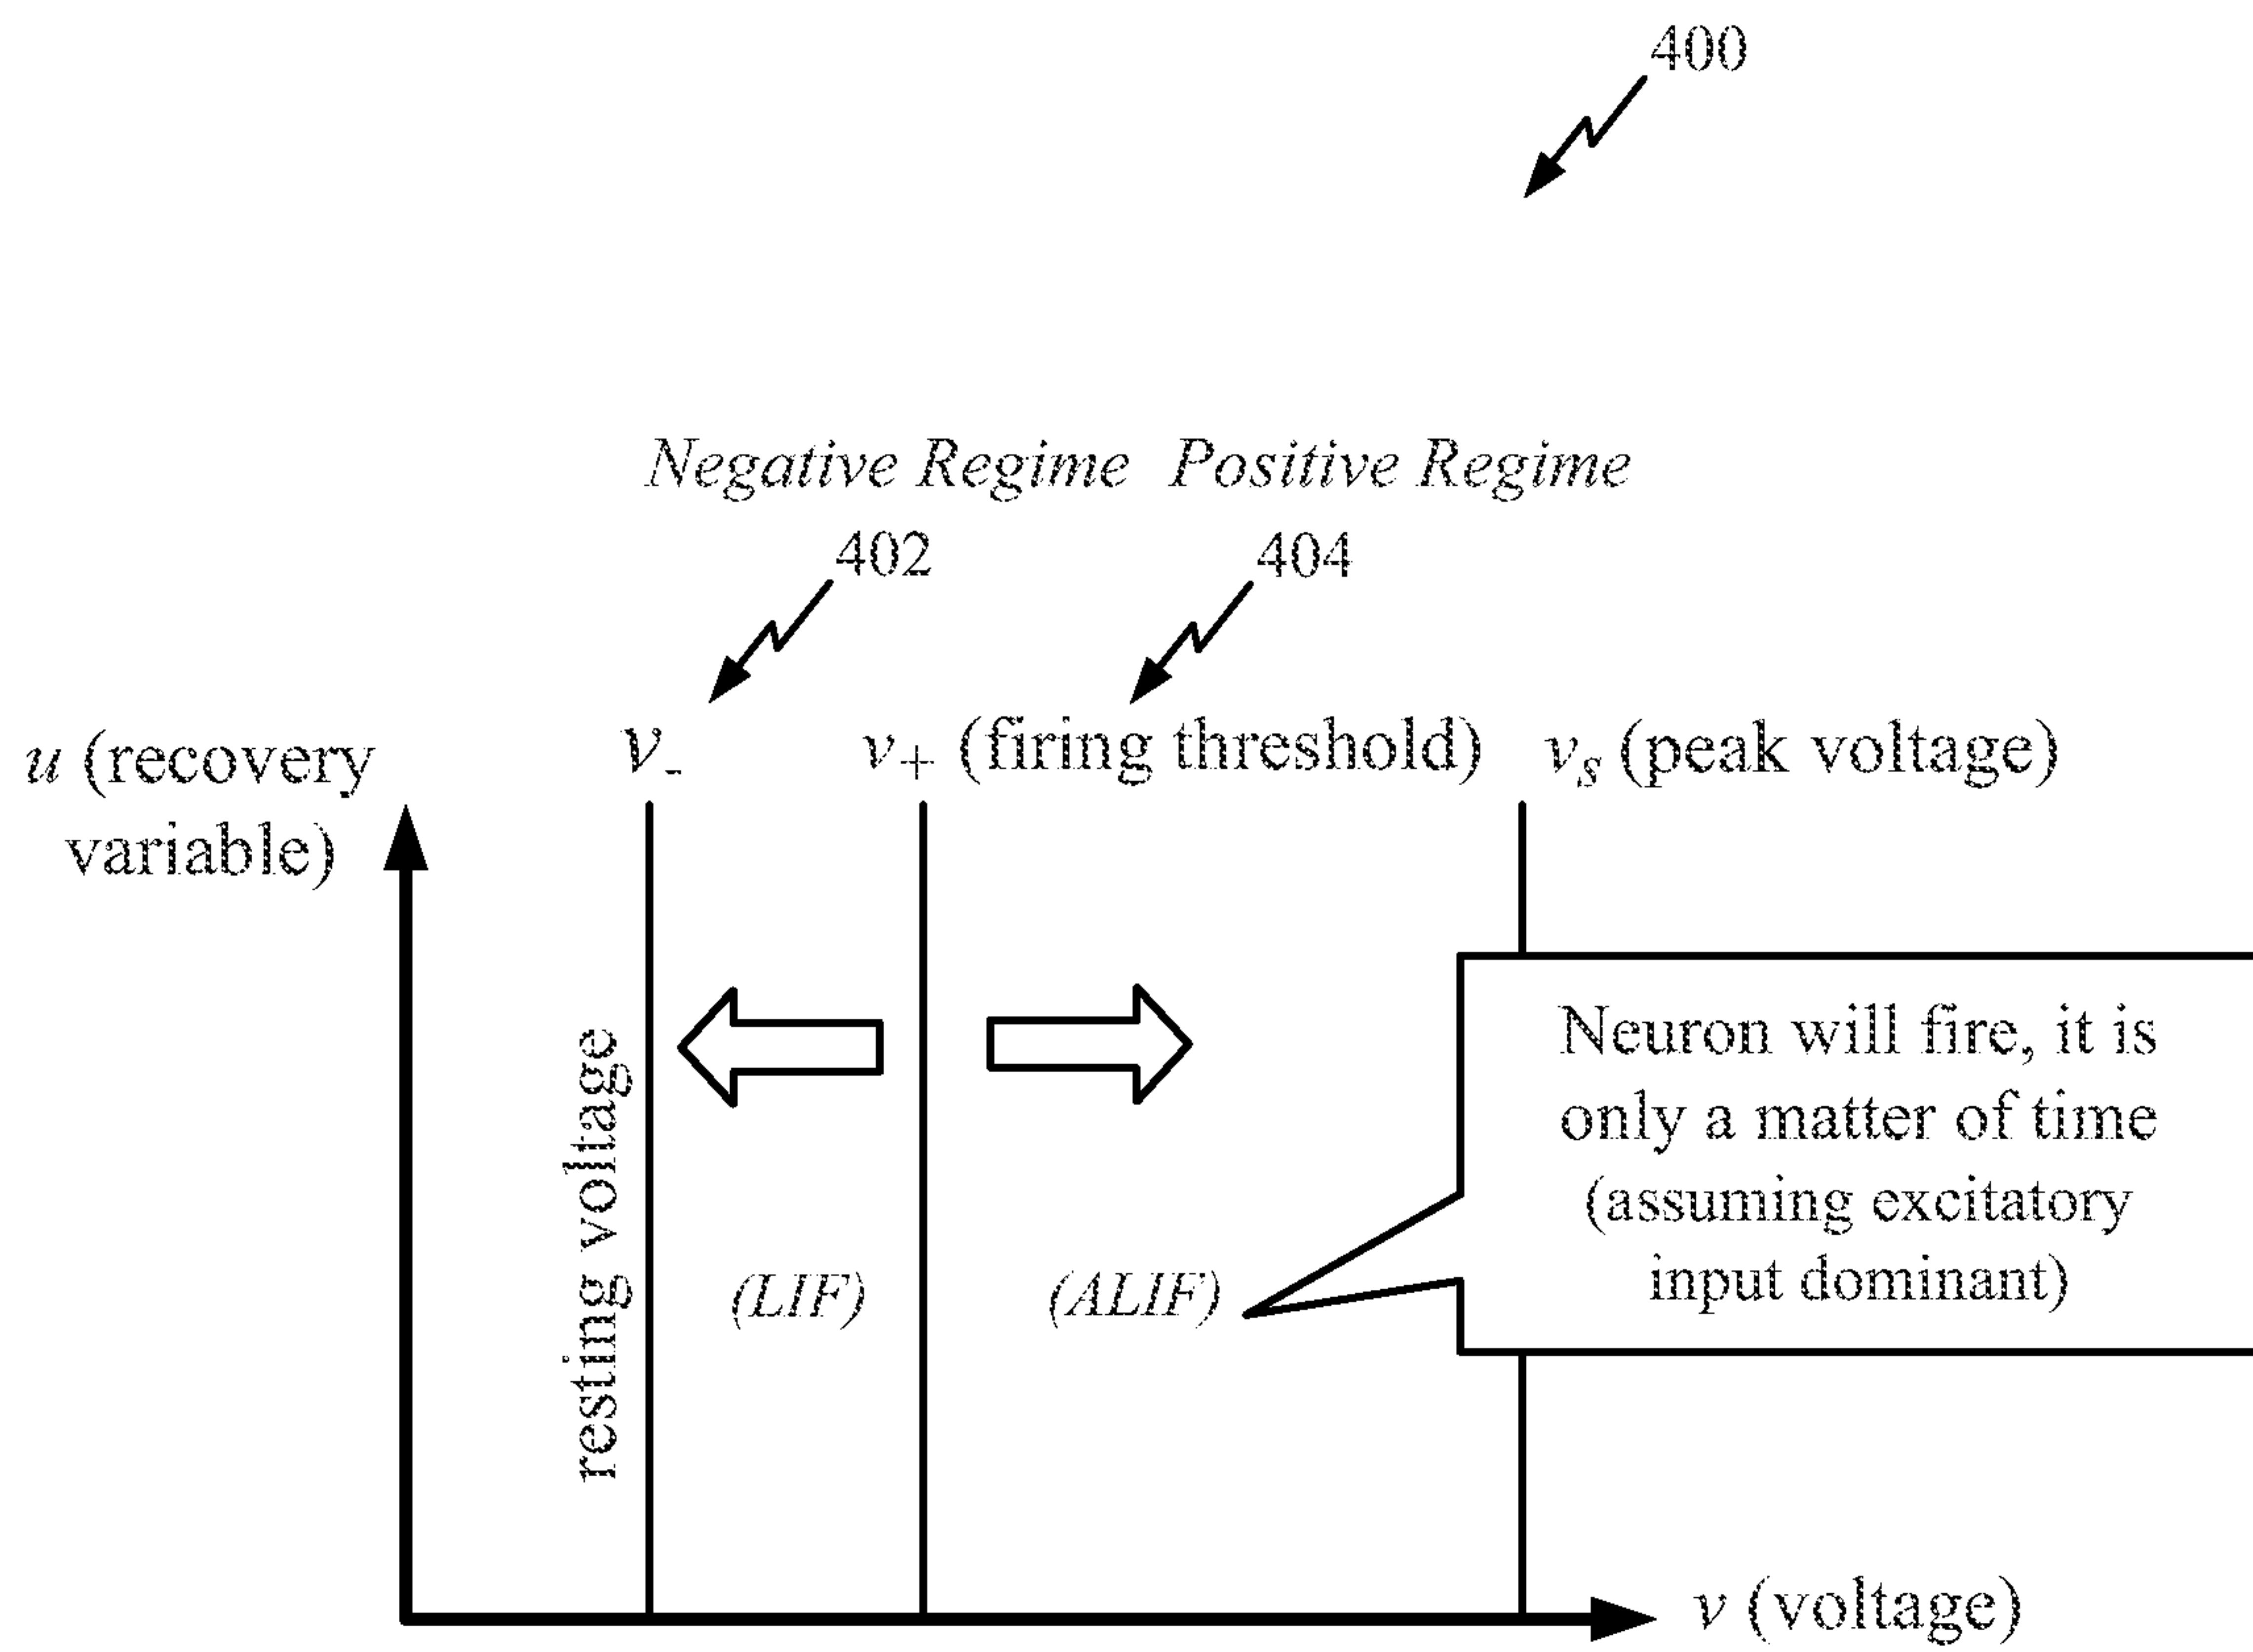 400
Negative Regime Positive Regime
402 404
u (recovery
variable)
v- v+ (firing threshold) vs (peak voltage)
resting voltage
Neuron will fire, it is
only a matter of time
(assuming excitatory
input dominant)
(LIF) (ALIF)
v (voltage)